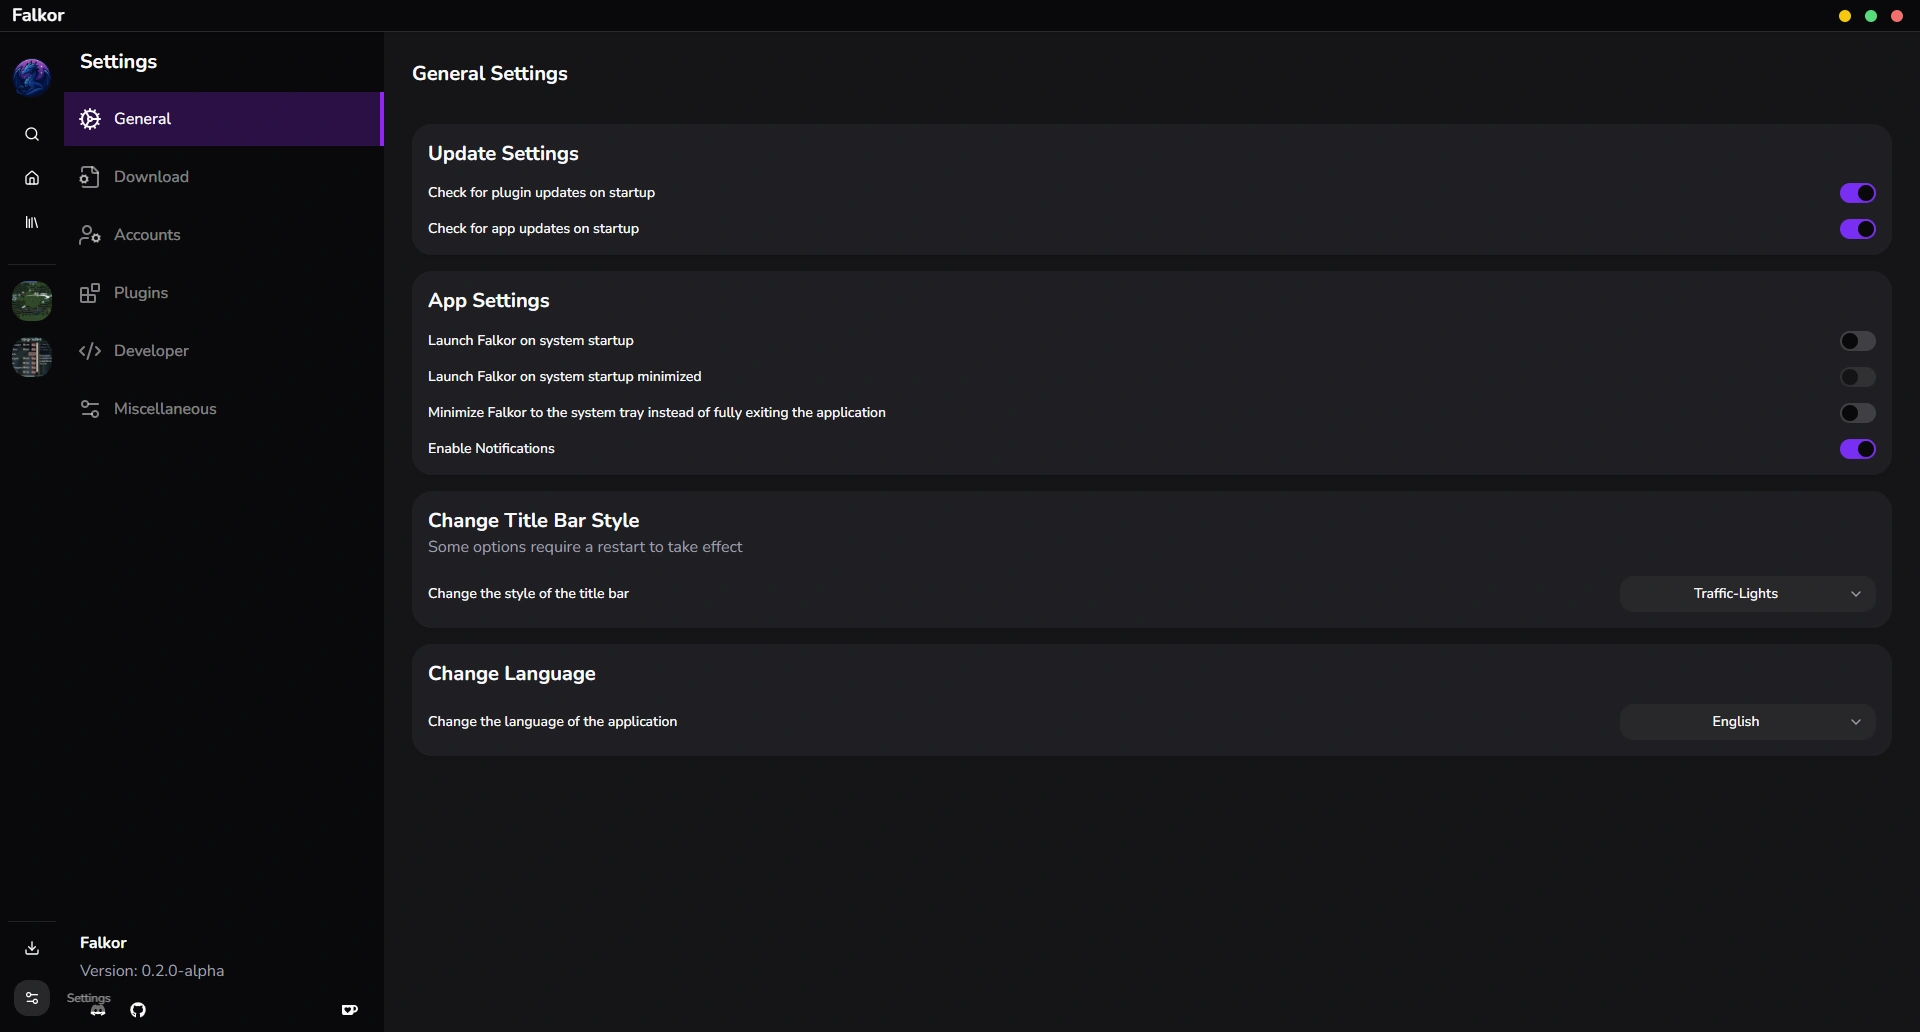 Falkor
Settings
General
Download
Accounts
Plugins
Developer
Miscellaneous
Falkor
Version: 0.2.0-alpha
Settings
General Settings
Update Settings
Check for plugin updates on startup
Check for app updates on startup
App Settings
Launch Falkor on system startup
Launch Falkor on system startup minimized
Minimize Falkor to the system tray instead of fully exiting the application
Enable Notifications
Change Title Bar Style
Some options require a restart to take effect
Change the style of the title bar
Traffic-Lights
Change Language
Change the language of the application
English